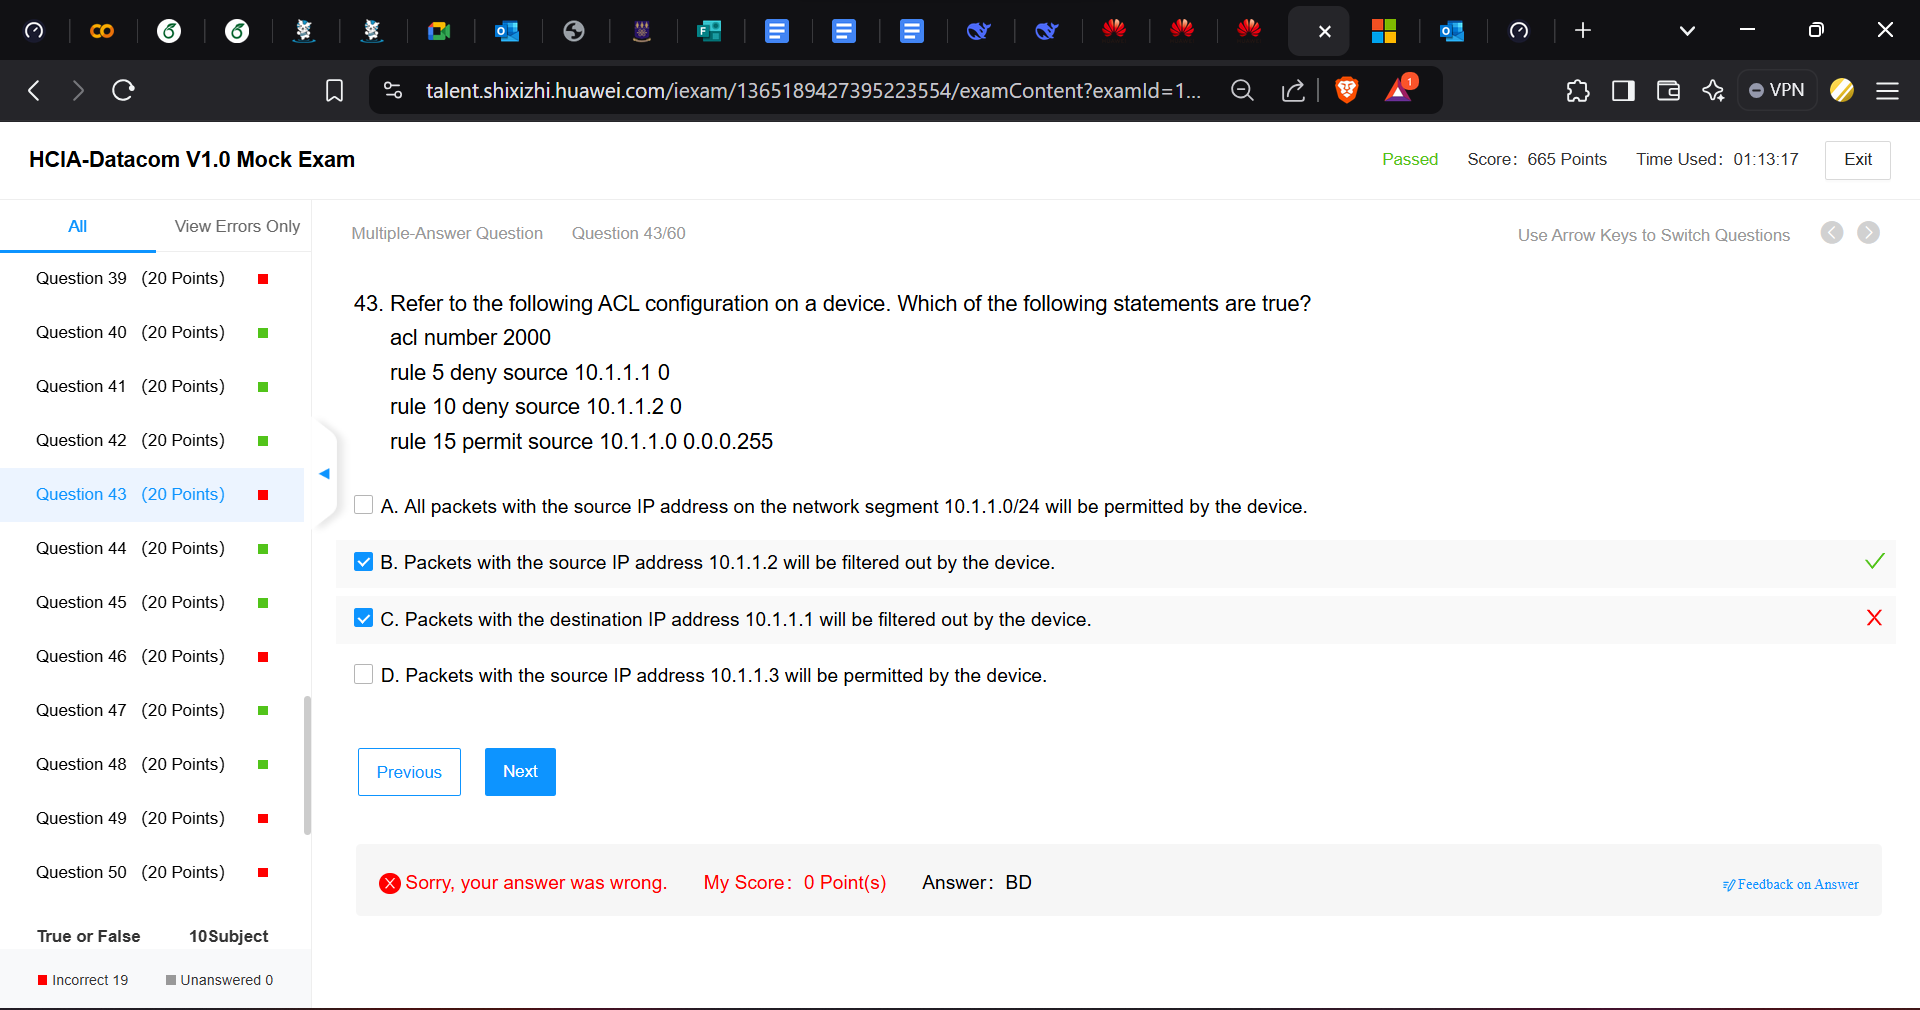 talent.shixizhi.huawei.com/iexam/1365189427395223554/examContent?examId=1...
1
VPN
HCIA-Datacom V1.0 Mock Exam
Passed
Score: 665 Points
Time Used: 01:13:17
Exit
All
View Errors Only
Multiple-Answer Question
Question 43/60
Use Arrow Keys to Switch Questions
Question 39 (20 Points)
Question 40 (20 Points)
Question 41 (20 Points)
Question 42 (20 Points)
Question 43 (20 Points)
Question 44 (20 Points)
Question 45 (20 Points)
Question 46 (20 Points)
Question 47 (20 Points)
Question 48 (20 Points)
Question 49 (20 Points)
Question 50 (20 Points)
True or False 10Subject
Incorrect 19
Unanswered 0
43. Refer to the following ACL configuration on a device. Which of the following statements are true?
acl number 2000
rule 5 deny source 10.1.1.1 0
rule 10 deny source 10.1.1.2 0
rule 15 permit source 10.1.1.0 0.0.0.255
A. All packets with the source IP address on the network segment 10.1.1.0/24 will be permitted by the device.
B. Packets with the source IP address 10.1.1.2 will be filtered out by the device.
C. Packets with the destination IP address 10.1.1.1 will be filtered out by the device.
D. Packets with the source IP address 10.1.1.3 will be permitted by the device.
Previous
Next
Sorry, your answer was wrong.
My Score: 0 Point(s)
Answer: BD
Feedback on Answer